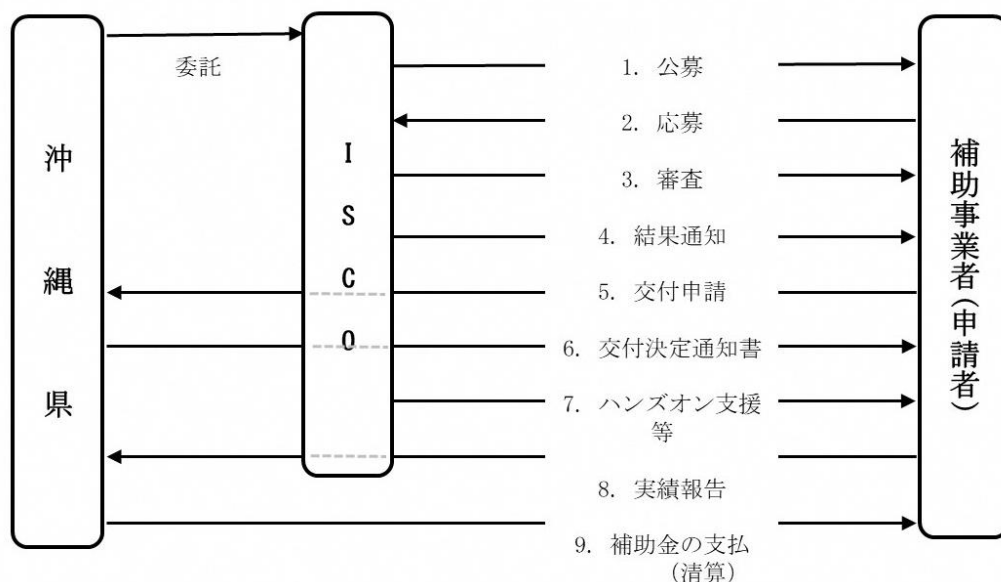 沖縄県
委託
ISCO
1. 公募
2. 応募
3. 審査
4. 結果通知
5. 交付申請
6. 交付決定通知書
7. ハンズオン支援
等
8. 実績報告
9. 補助金の支払
(清算)
補助事業者(申請者)